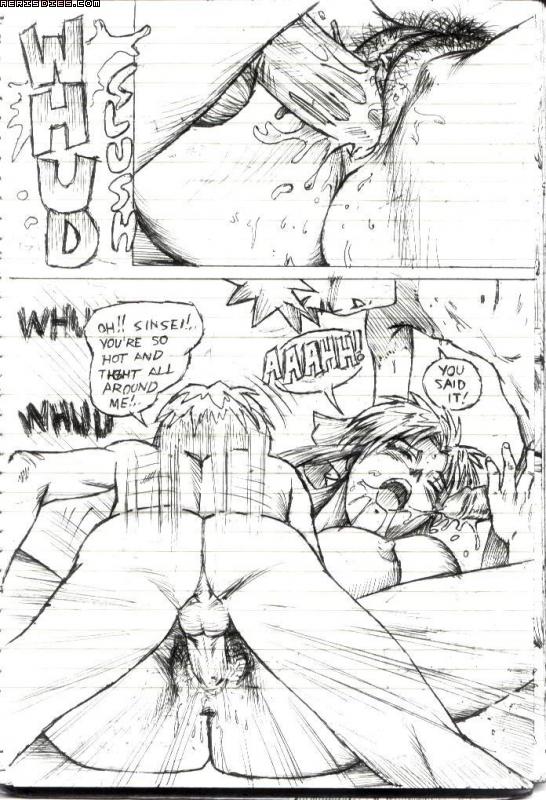 AERISDIES.COM
WHUD
SLUSH
WHU
WHUD
OH!! SINSEI!..
YOU'RE SO
HOT AND
TIGHT ALL
AROUND
ME!..
AAAHH!
YOU
SAID
IT!